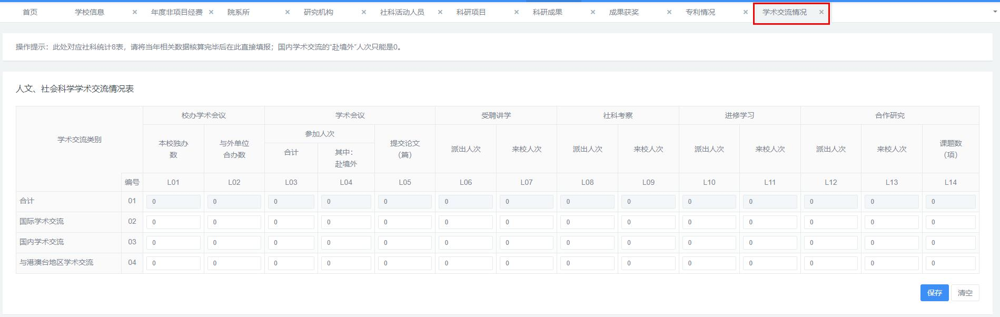 首页 学校信息 年度非项目经费 院系所 研究机构 社科活动人员 科研项目 科研成果 成果获奖 专利情况 学术交流情况
操作提示：此处对应社科统计8表，请将当年相关数据核算完毕后在此直接填报；国内学术交流的“赴境外”人次只能是0。
人文、社会科学学术交流情况表
学术交流类别 校办学术会议 学术会议 受聘讲学 社科考察 进修学习 合作研究
参加人次
本校独办
数
与外单位
合办数
合计
其中：
赴境外
提交论文
（篇）
派出人次 来校人次 派出人次 来校人次 派出人次 来校人次 派出人次 来校人次
课题数
（项）
编号 L01 L02 L03 L04 L05 L06 L07 L08 L09 L10 L11 L12 L13 L14
合计 01 0 0 0 0 0 0 0 0 0 0 0 0 0 0
国际学术交流 02 0 0 0 0 0 0 0 0 0 0 0 0 0 0
国内学术交流 03 0 0 0 0 0 0 0 0 0 0 0 0 0 0
与港澳台地区学术交流 04 0 0 0 0 0 0 0 0 0 0 0 0 0 0
保存 清空